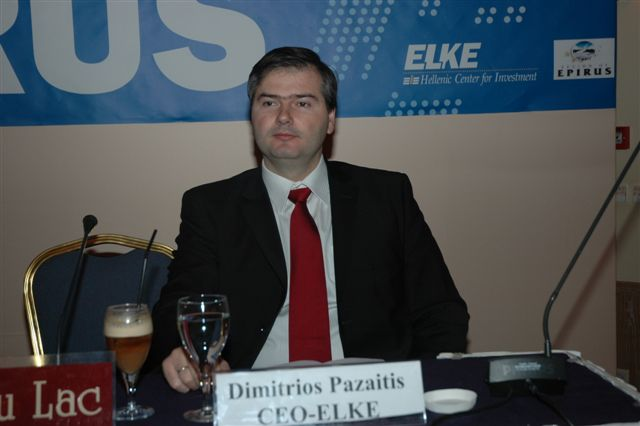 RUS
ELKE
Hellenic Center for Investment
EPIRUS
u Lac
Dimitrios Pazaitis
CEO-ELKE